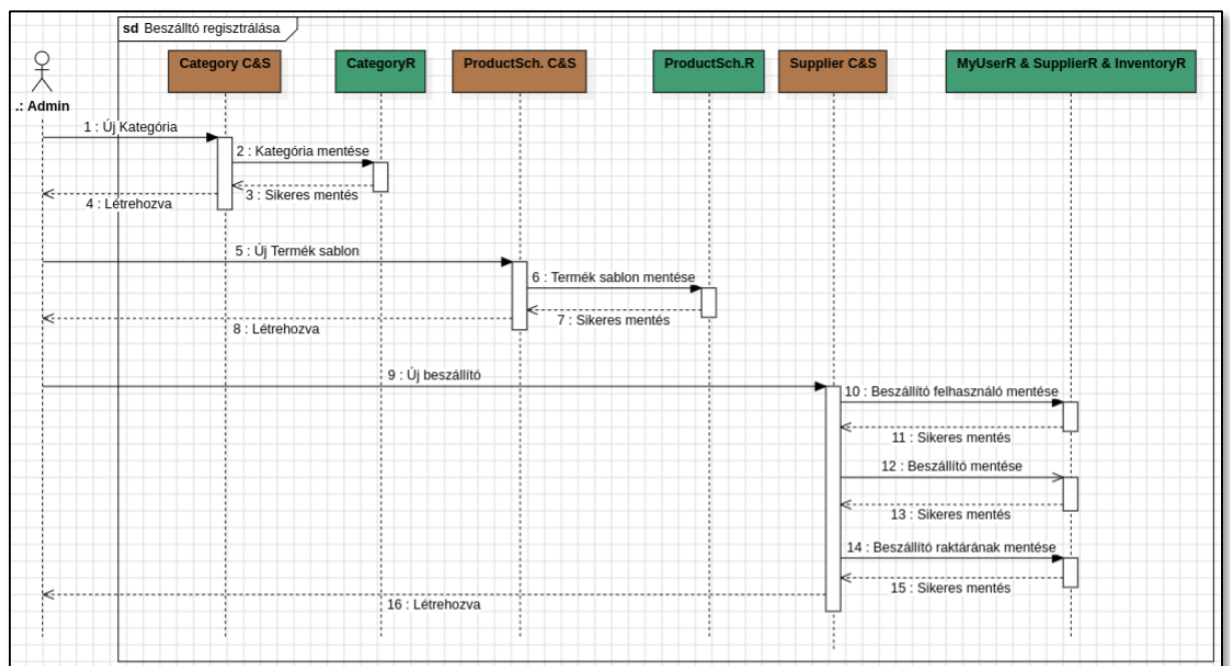 sd Beszálltó regisztrálása
Category C&S
CategoryR
ProductSch. C&S
ProductSch.R
Supplier C&S
MyUserR & SupplierR & InventoryR
.: Admin
1 : Új Kategória
2 : Kategória mentése
3 : Sikeres mentés
4 : Létrehozva
5 : Új Termék sablon
6 : Termék sablon mentése
7 : Sikeres mentés
8 : Létrehozva
9 : Új beszállító
10 : Beszállító felhasználó mentése
11 : Sikeres mentés
12 : Beszállító mentése
13 : Sikeres mentés
14 : Beszállító raktárának mentése
15 : Sikeres mentés
16 : Létrehozva